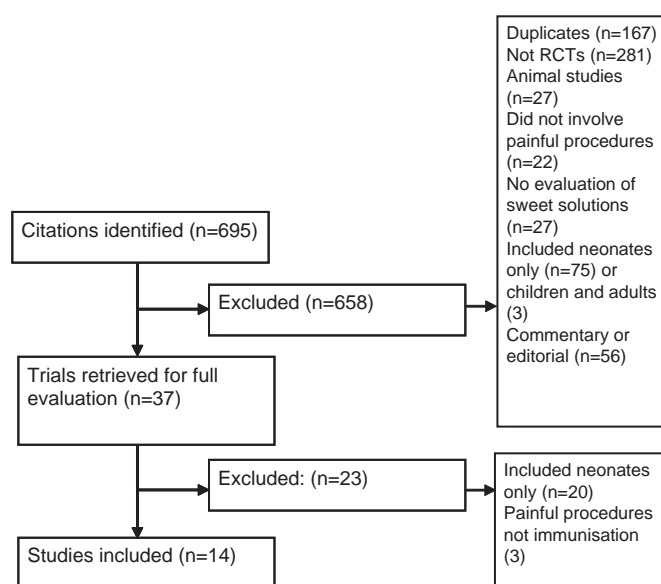 Citations identified (n=695)
Excluded (n=658)
Duplicates (n=167)
Not RCTs (n=281)
Animal studies
(n=27)
Did not involve
painful procedures
(n=22)
No evaluation of
sweet solutions
(n=27)
Included neonates
only (n=75) or
children and adults
(3)
Commentary or
editorial (n=56)
Trials retrieved for full
evaluation (n=37)
Excluded: (n=23)
Included neonates
only (n=20)
Painful procedures
not immunisation
(3)
Studies included (n=14)